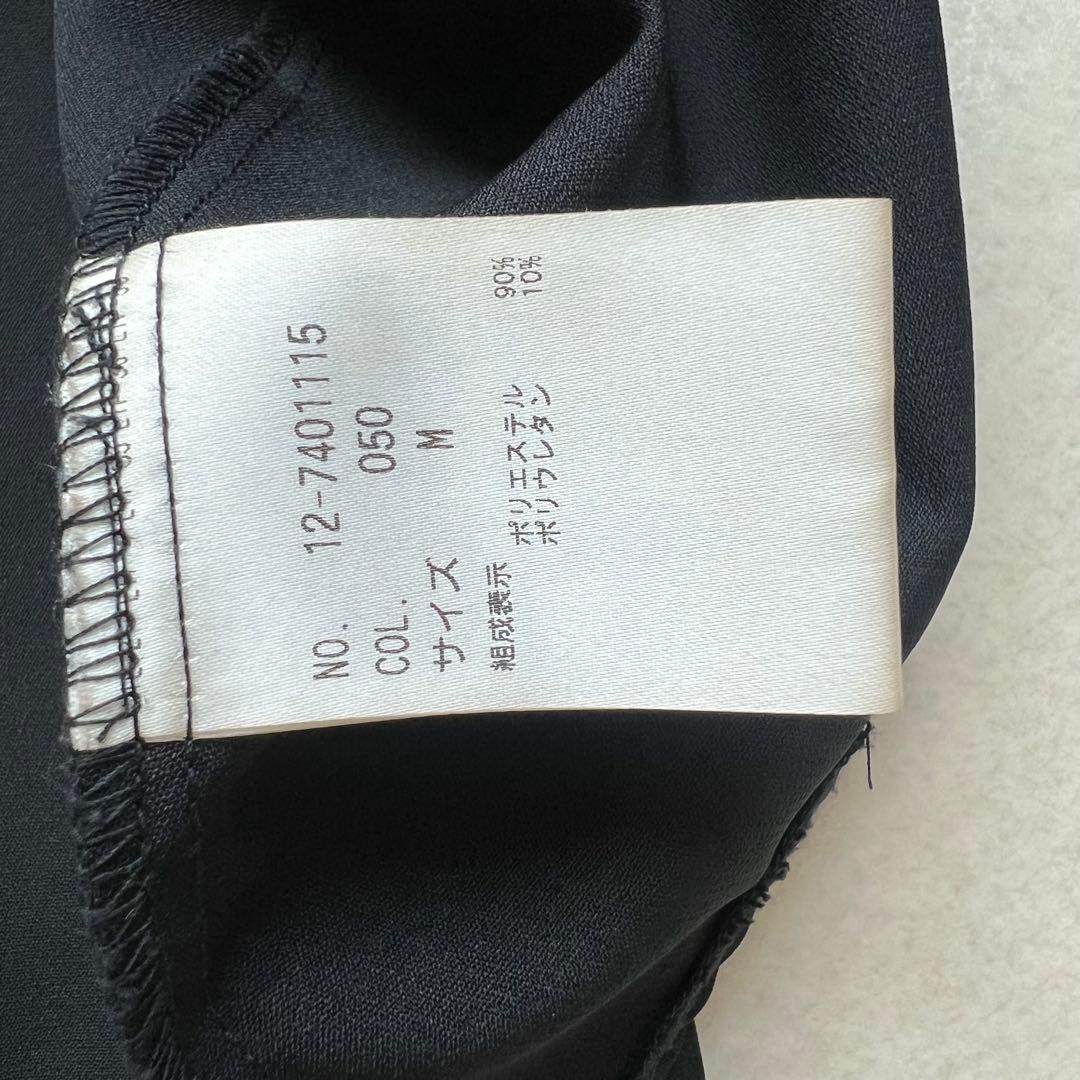 NO. 12-7401115
COL. 050
サイズ M
組成表示 ポリエステル 90%
ポリウレタン 10%